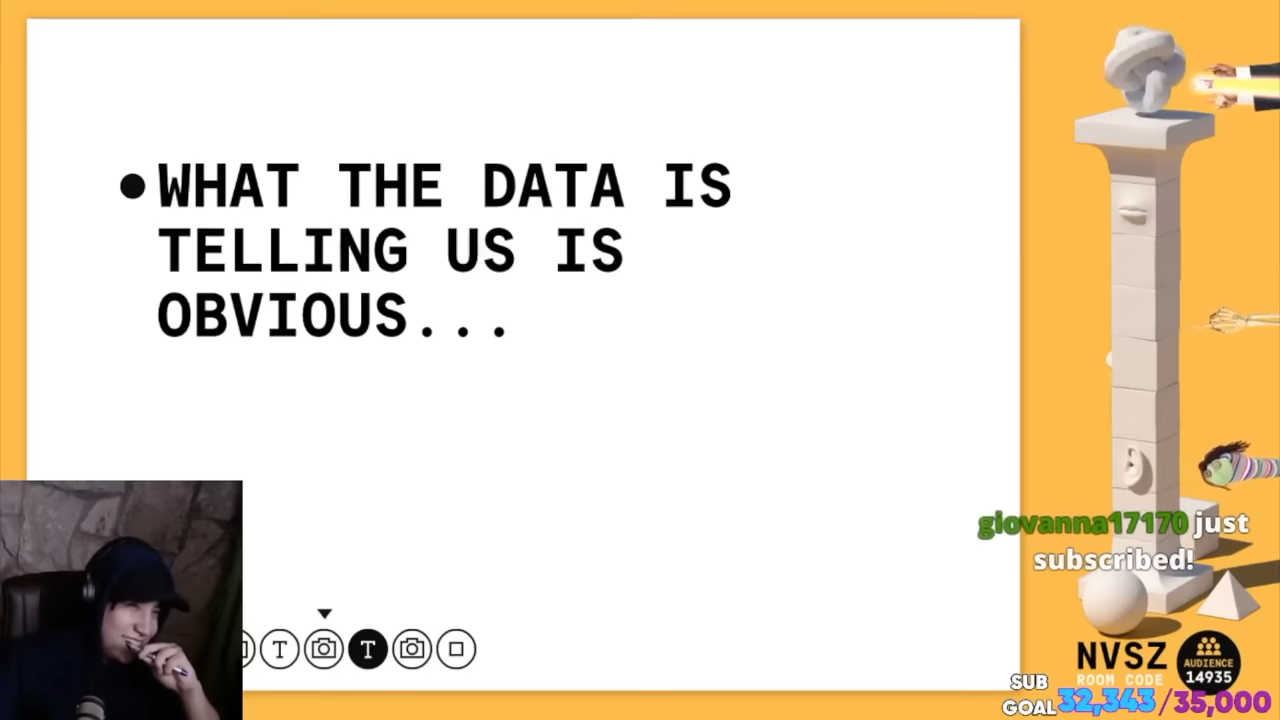 •WHAT THE DATA IS
TELLING US IS
OBVIOUS...
giovanna17170 just
subscribed!
T
T
NVSZ
ROOM CODE
AUDIENCE
14935
SUB
GOAL 32,343/35,000